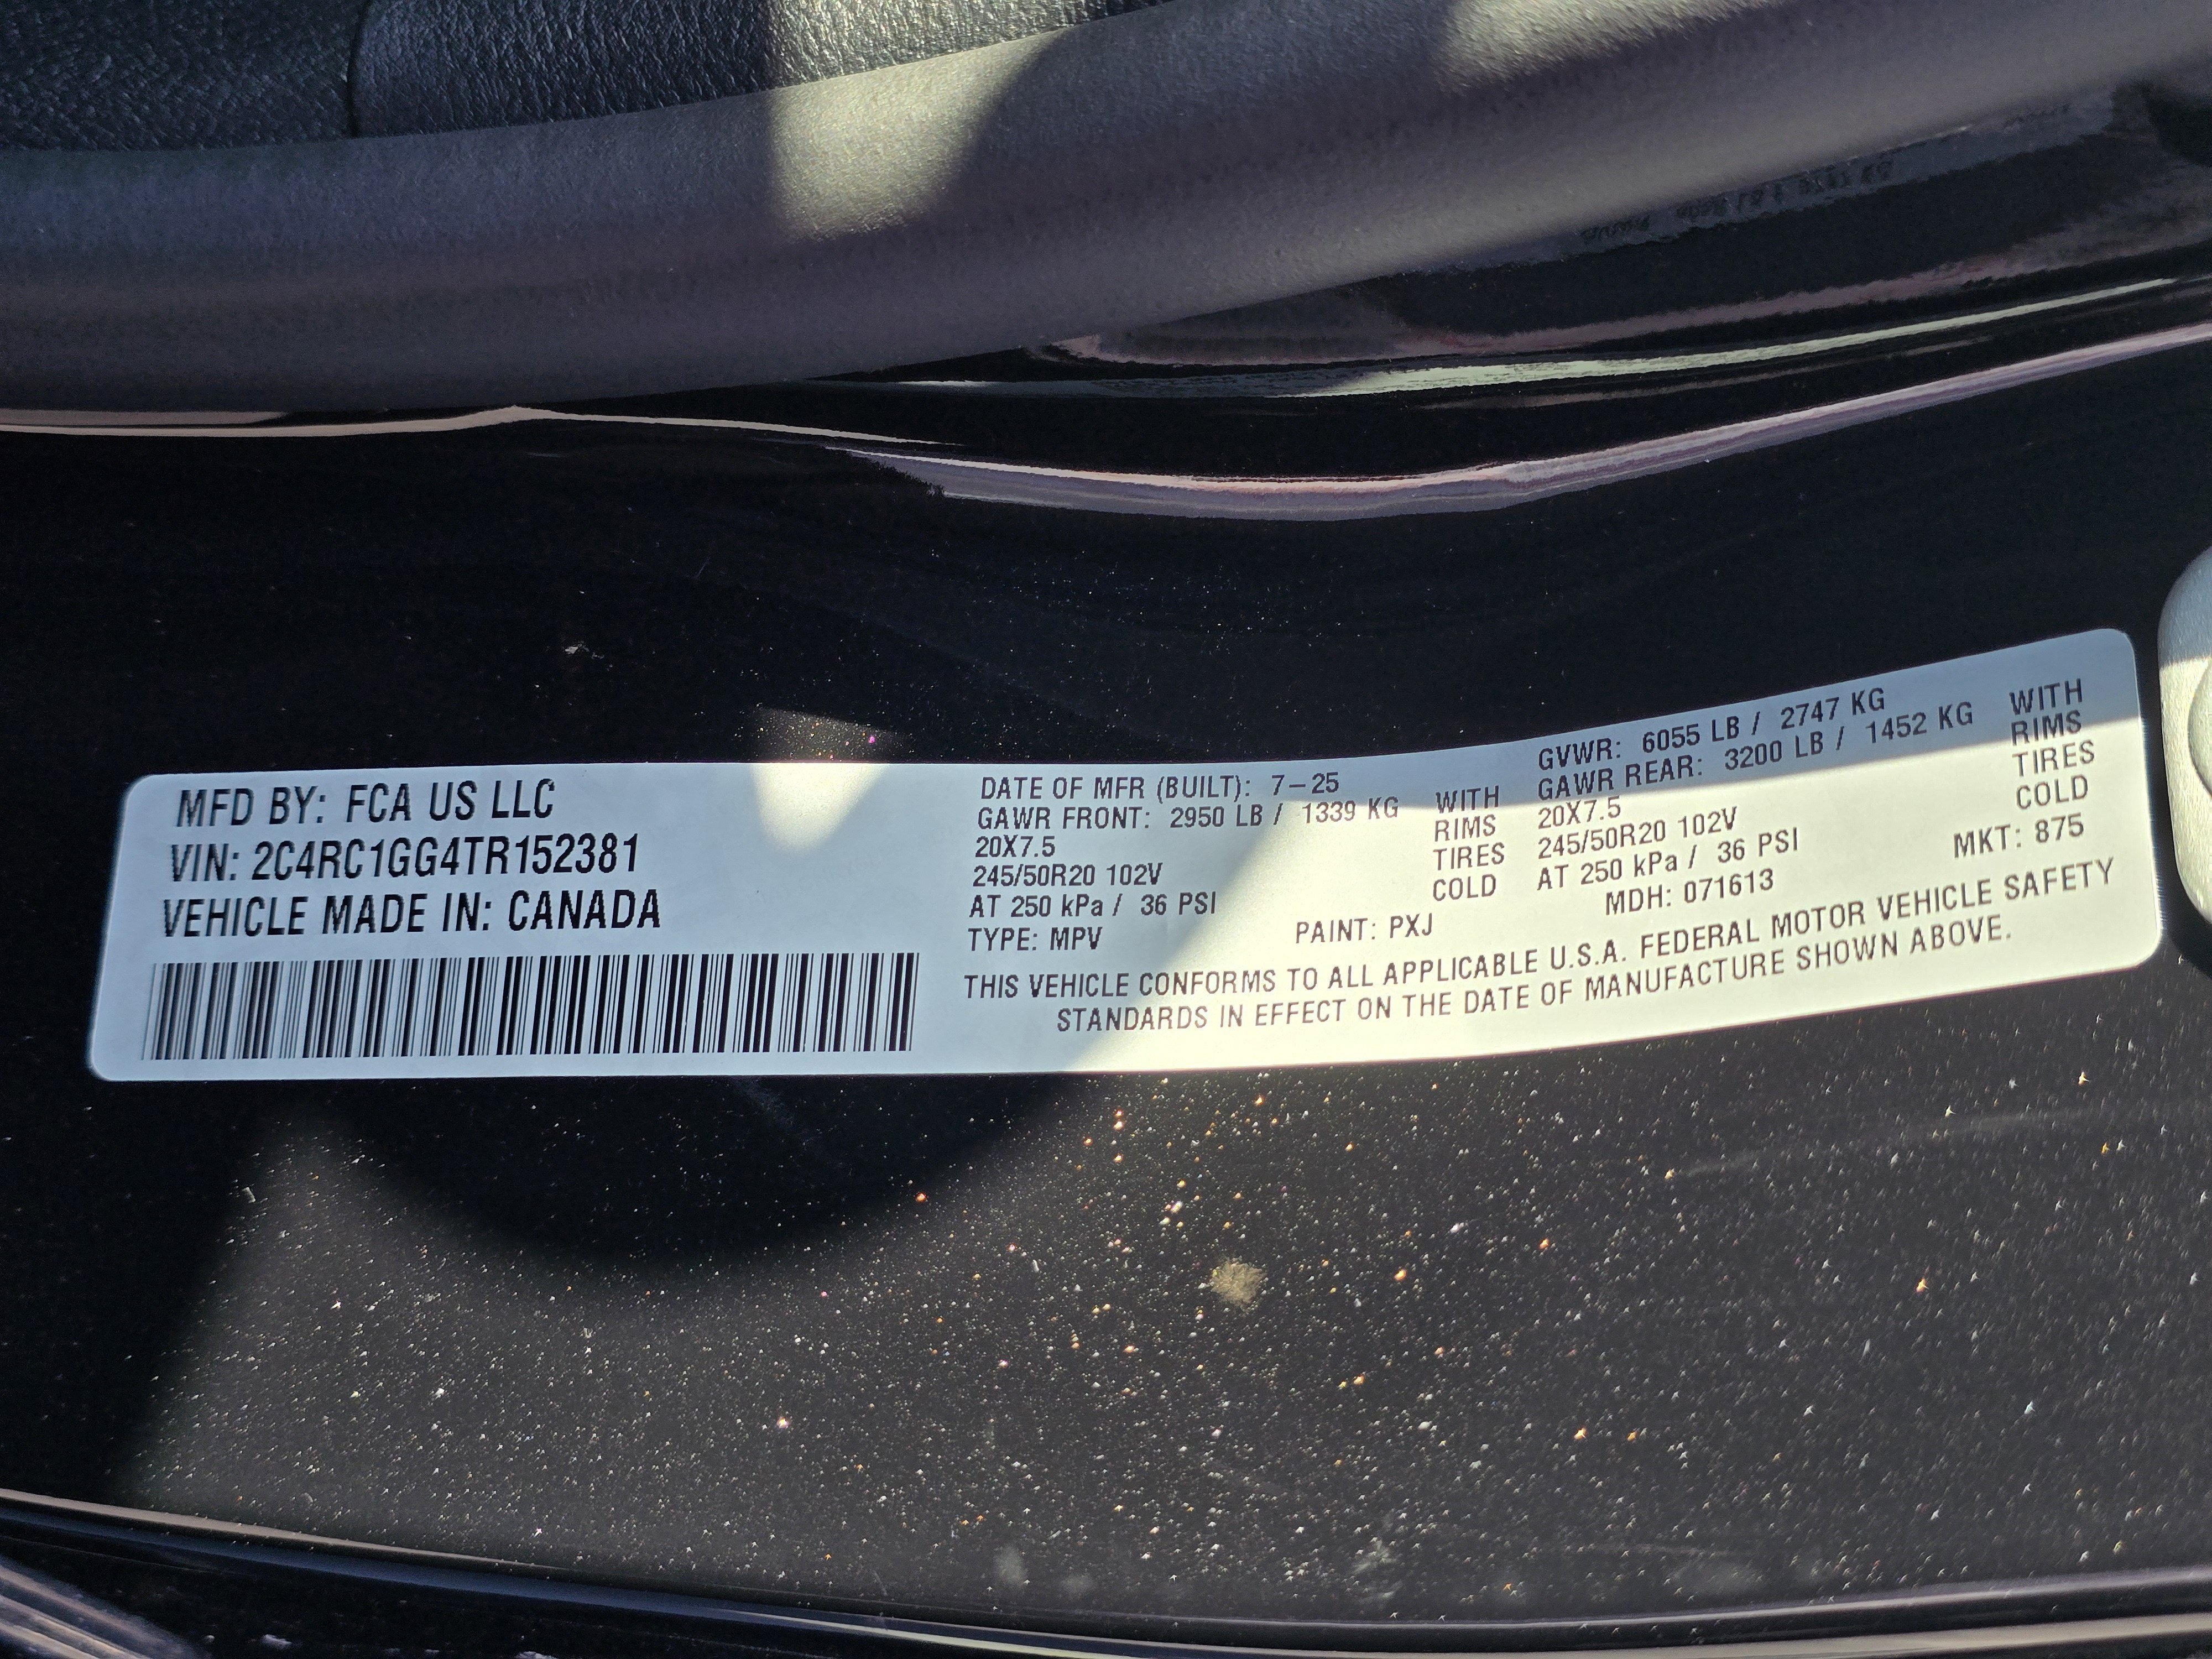 MFD BY: FCA US LLC
VIN: 2C4RC1GG4TR152381
VEHICLE MADE IN: CANADA
DATE OF MFR (BUILT): 7-25
GVWR: 6055 LB / 2747 KG
GAWR FRONT: 2950 LB / 1339 KG WITH
20X7.5 RIMS
245/50R20 102V TIRES
AT 250 kPa / 36 PSI COLD
GAWR REAR: 3200 LB / 1452 KG WITH
20X7.5 RIMS
245/50R20 102V TIRES
AT 250 kPa / 36 PSI COLD
TYPE: MPV PAINT: PXJ MDH: 071613 MKT: 875
THIS VEHICLE CONFORMS TO ALL APPLICABLE U.S.A. FEDERAL MOTOR VEHICLE SAFETY
STANDARDS IN EFFECT ON THE DATE OF MANUFACTURE SHOWN ABOVE.